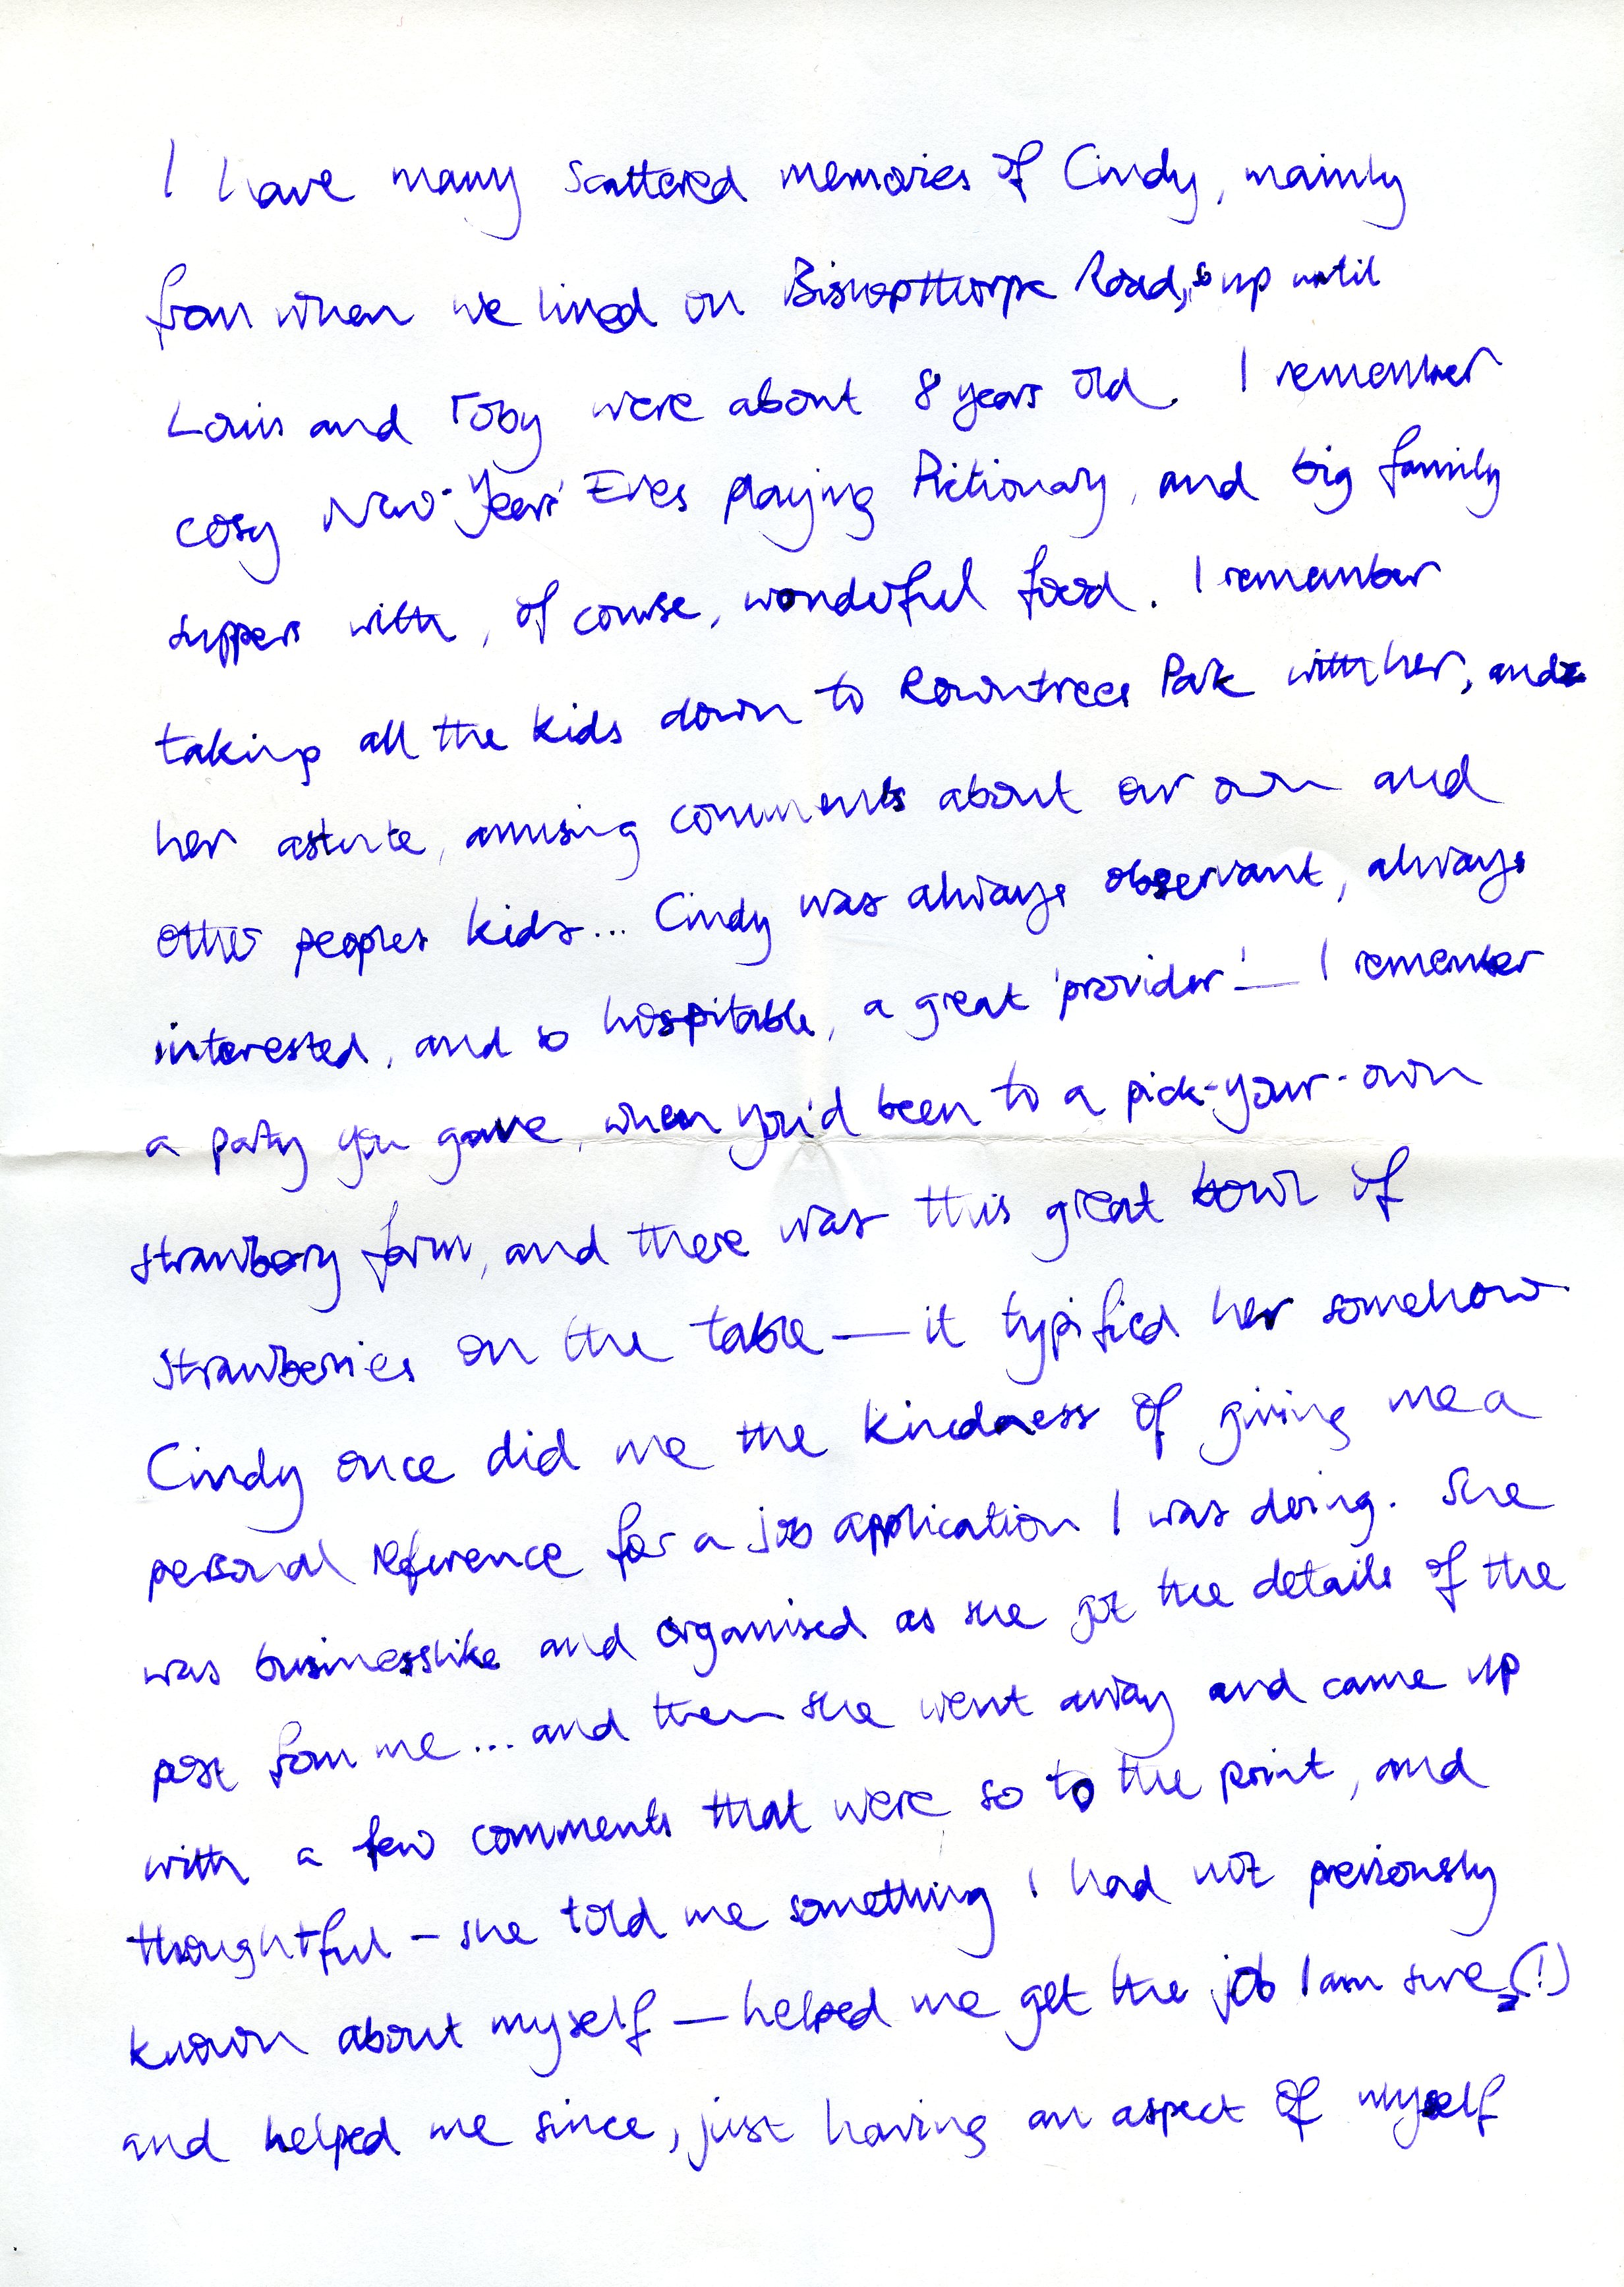 I have many scattered memories of Cindy, mainly
from when we lived on Bishopthorpe Road, up until
Louis and Toby were about 8 years old. I remember
cosy New-Years' Eves playing Pictionary, and big family
suppers with, of course, wonderful food. I remember
taking all the kids down to Rowntrees Park with her, and
her astute, amusing comments about our own and
other peoples kids... Cindy was always observant, always
interested, and so hospitable, a great 'provider' — I remember
a party you gave, when you'd been to a pick-your-own
strawberry farm, and there was this great bowl of
strawberries on the table — it typified her somehow
Cindy once did me the kindness of giving me a
personal reference for a job application I was doing. She
was businesslike and organised as she got the details of the
post from me... and then she went away and came up
with a few comments that were so to the point, and
thoughtful - she told me something I had not previously
known about myself — helped me get the job I am sure (!)
and helped me since, just having an aspect of myself